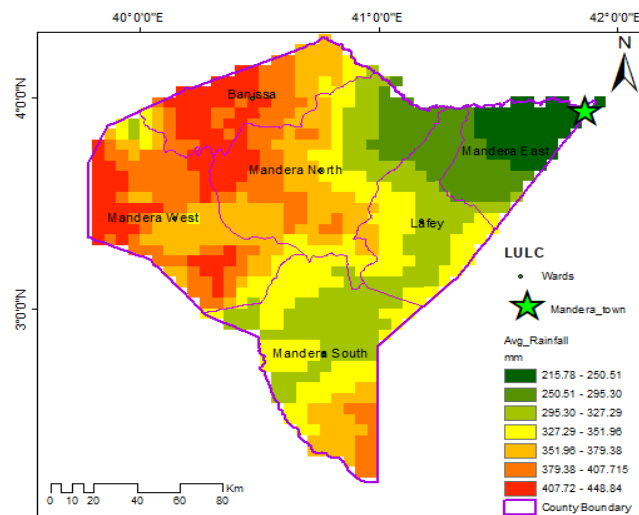 40°0'0"E 41°0'0"E 42°0'0"E
N
4°0'0"N
3°0'0"N
Banissa
Mandera East
Mandera North
Mandera West
Lafey
Mandera South
LULC
Wards
Mandera_town
Avg_Rainfall
mm
215.78 - 250.51
250.51 - 295.30
295.30 - 327.29
327.29 - 351.96
351.96 - 379.38
379.38 - 407.715
407.72 - 448.84
County Boundary
Km
0 10 20 40 60 80